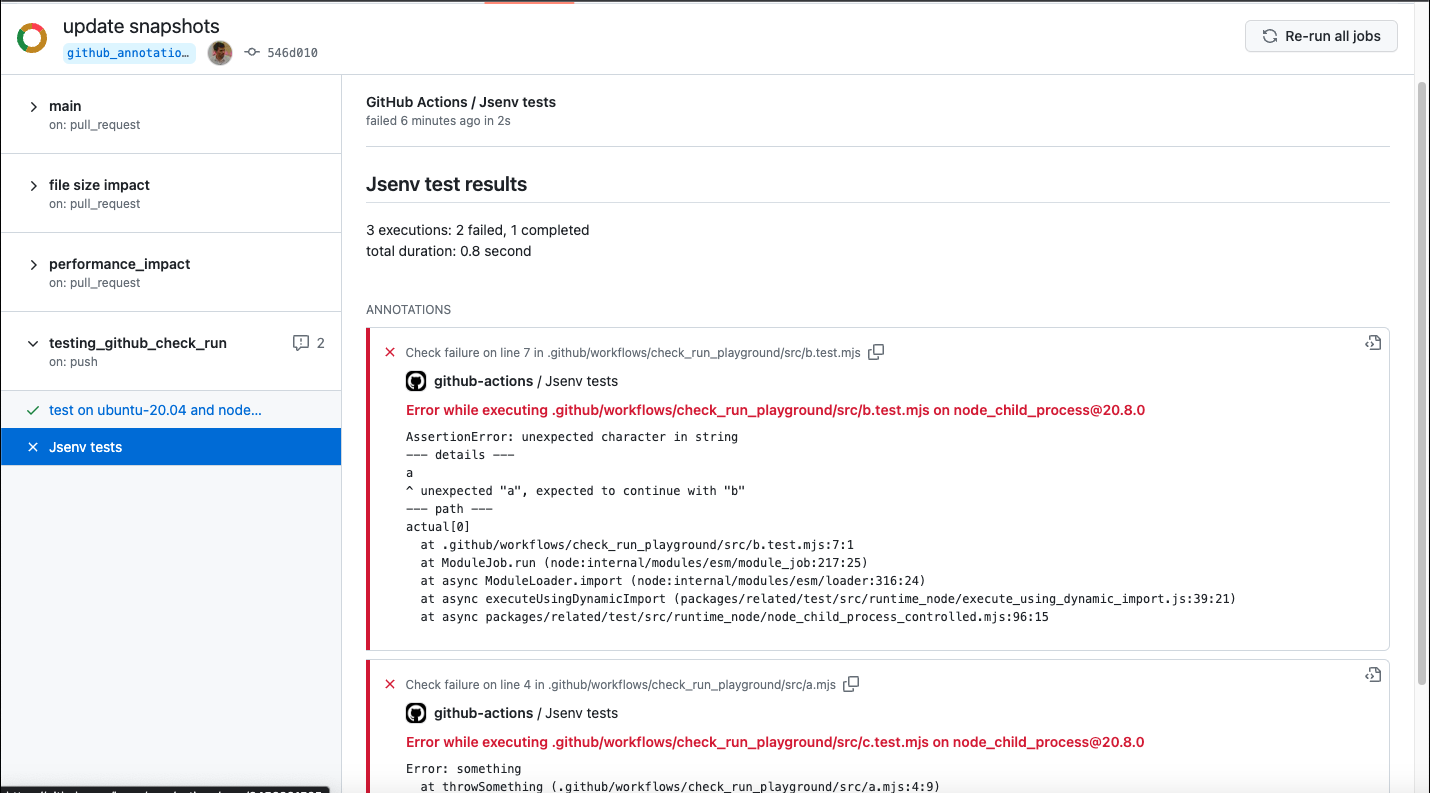 update snapshots
github_annotatio…
546d010
Re-run all jobs
main
on: pull_request
file size impact
on: pull_request
performance_impact
on: pull_request
testing_github_check_run
2
on: push
test on ubuntu-20.04 and node…
Jsenv tests
GitHub Actions / Jsenv tests
failed 6 minutes ago in 2s
Jsenv test results
3 executions: 2 failed, 1 completed
total duration: 0.8 second
ANNOTATIONS
Check failure on line 7 in .github/workflows/check_run_playground/src/b.test.mjs
github-actions / Jsenv tests
Error while executing .github/workflows/check_run_playground/src/b.test.mjs on node_child_process@20.8.0
AssertionError: unexpected character in string
--- details ---
a
^ unexpected "a", expected to continue with "b"
--- path ---
actual[0]
at .github/workflows/check_run_playground/src/b.test.mjs:7:1
at ModuleJob.run (node:internal/modules/esm/module_job:217:25)
at async ModuleLoader.import (node:internal/modules/esm/loader:316:24)
at async executeUsingDynamicImport (packages/related/test/src/runtime_node/execute_using_dynamic_import.js:39:21)
at async packages/related/test/src/runtime_node/node_child_process_controlled.mjs:96:15
Check failure on line 4 in .github/workflows/check_run_playground/src/a.mjs
github-actions / Jsenv tests
Error while executing .github/workflows/check_run_playground/src/c.test.mjs on node_child_process@20.8.0
Error: something
at throwSomething (.github/workflows/check_run_playground/src/a.mjs:4:9)